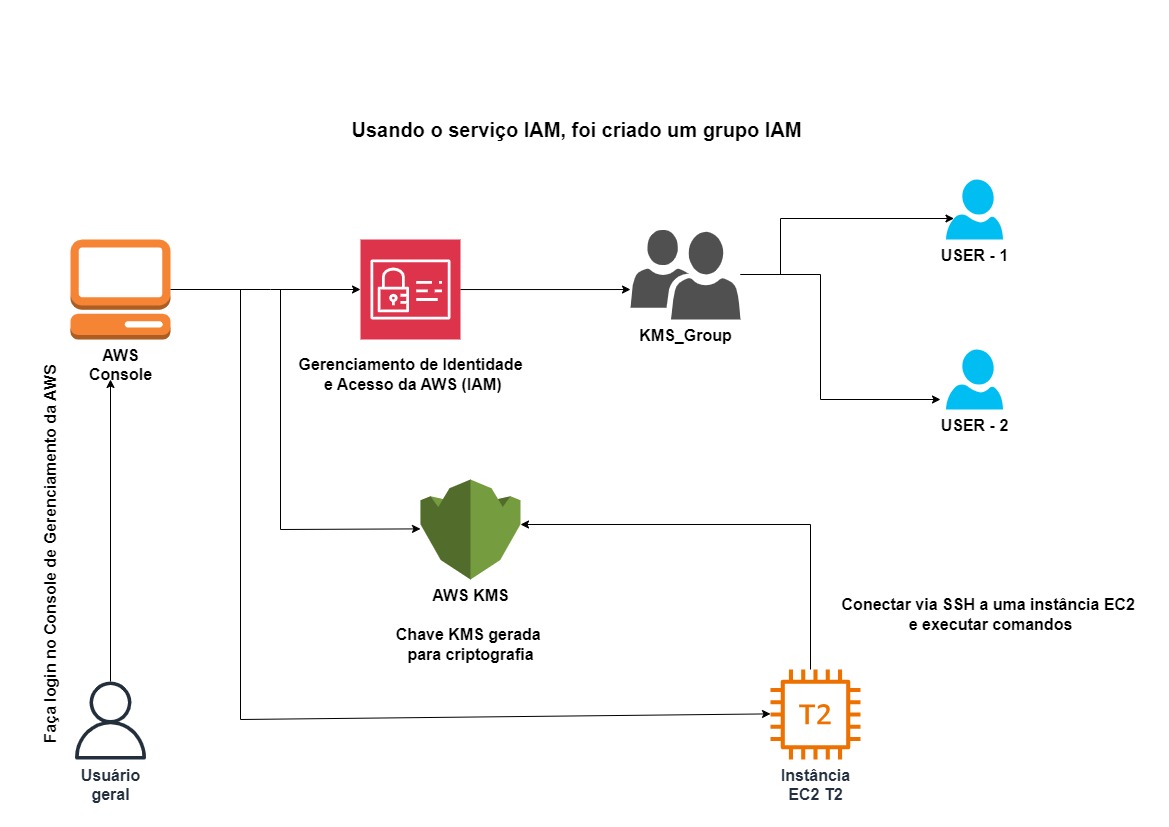 Usando o serviço IAM, foi criado um grupo IAM
USER - 1
AWS
Console
Gerenciamento de Identidade
e Acesso da AWS (IAM)
KMS_Group
USER - 2
Faça login no Console de Gerenciamento da AWS
AWS KMS
Chave KMS gerada
para criptografia
Conectar via SSH a uma instância EC2
e executar comandos
T2
Usuário
geral
Instância
EC2 T2